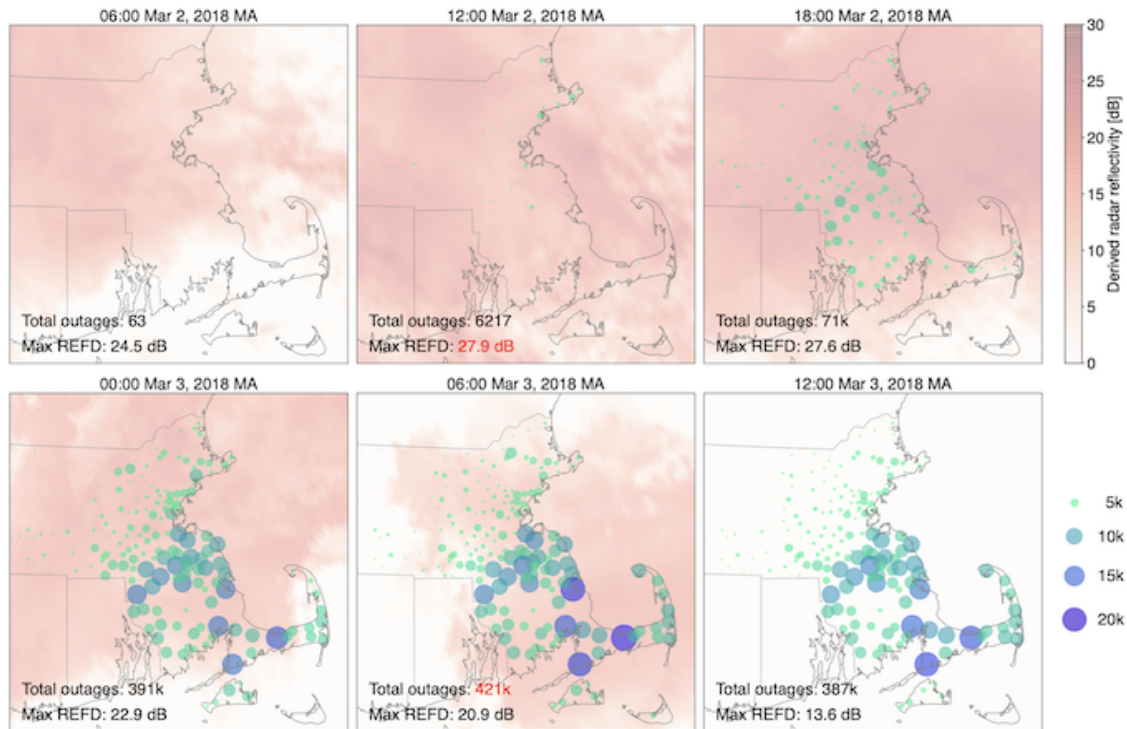 06:00 Mar 2, 2018 MA
12:00 Mar 2, 2018 MA
18:00 Mar 2, 2018 MA
Total outages: 63
Max REFD: 24.5 dB
Total outages: 6217
Max REFD: 27.9 dB
Total outages: 71k
Max REFD: 27.6 dB
30
25
20
15
10
5
0
Derived radar reflectivity [dB]
00:00 Mar 3, 2018 MA
06:00 Mar 3, 2018 MA
12:00 Mar 3, 2018 MA
Total outages: 391k
Max REFD: 22.9 dB
Total outages: 421k
Max REFD: 20.9 dB
Total outages: 387k
Max REFD: 13.6 dB
5k
10k
15k
20k